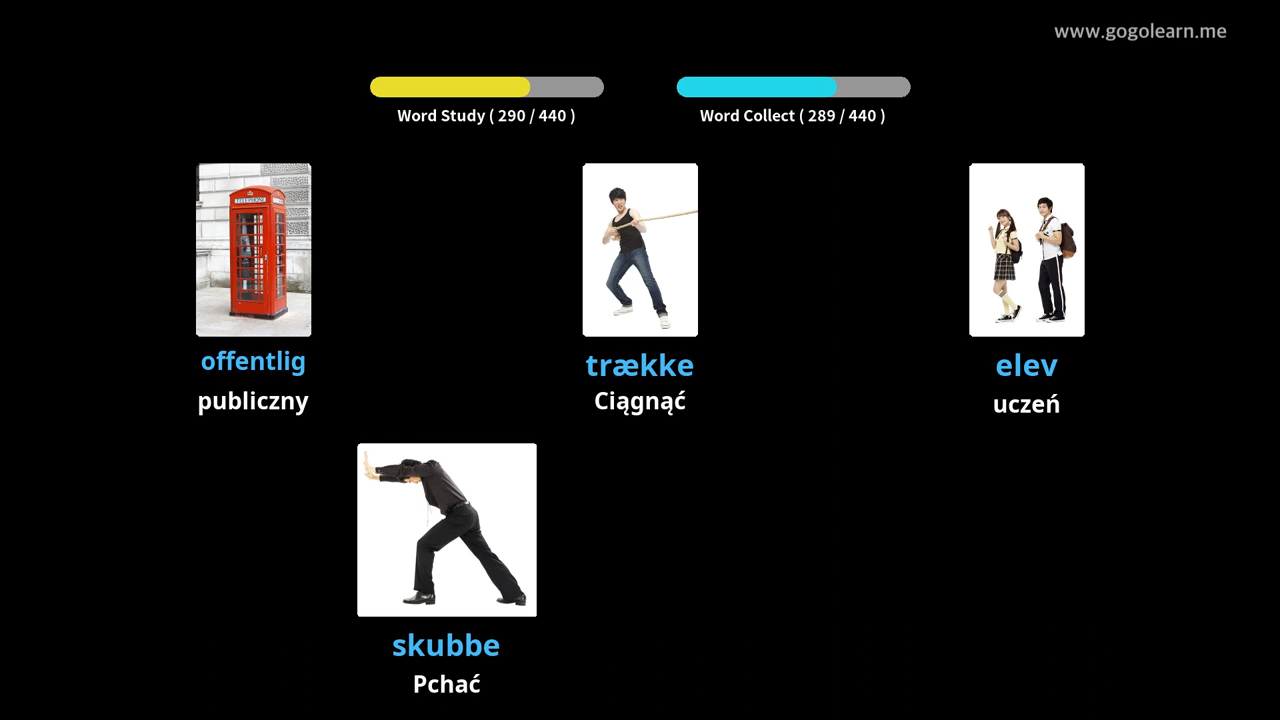 www.gogolearn.me
Word Study ( 290 / 440 )
Word Collect ( 289 / 440 )
TELEPHONE
offentlig
publiczny
trække
Ciągnąć
elev
uczeń
skubbe
Pchać